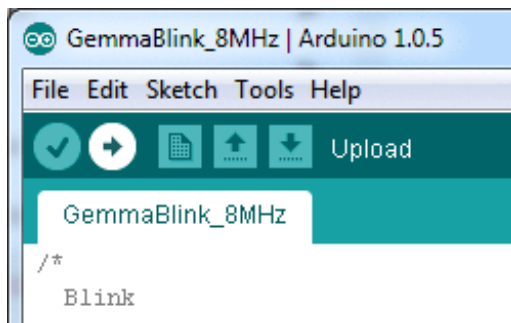 GemmaBlink_8MHz | Arduino 1.0.5
File Edit Sketch Tools Help
Upload
GemmaBlink_8MHz
/*
Blink